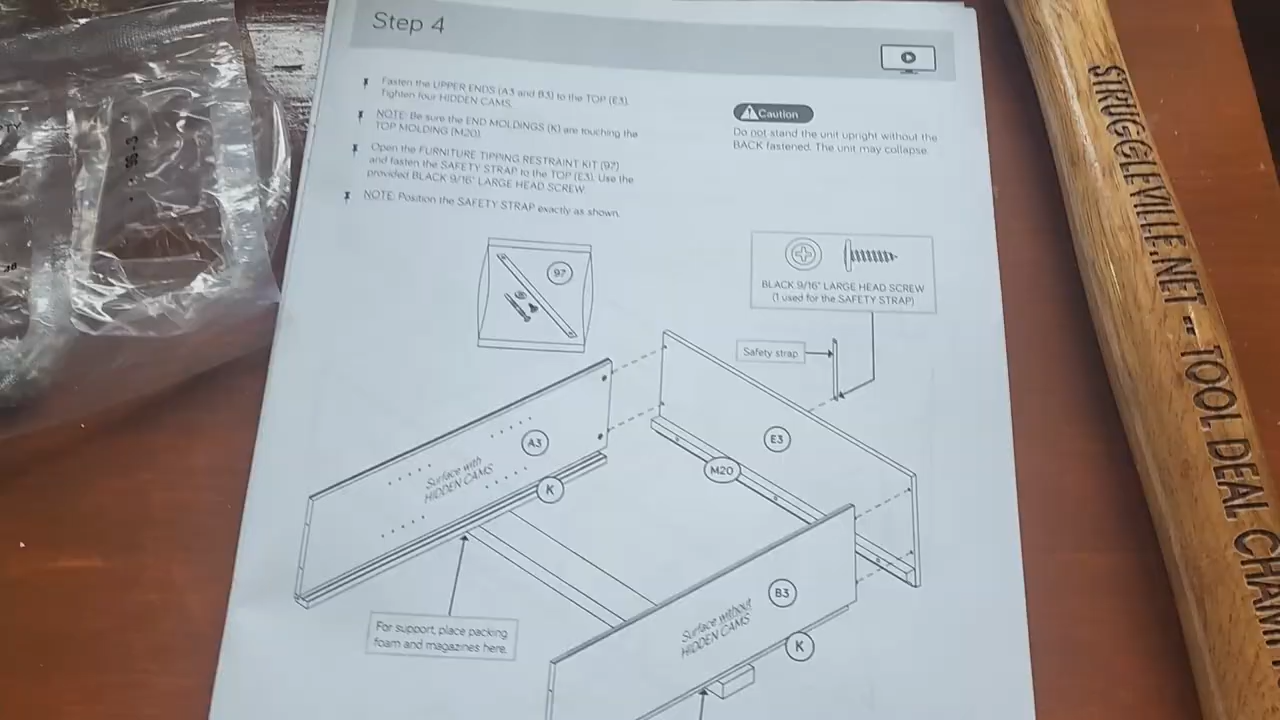 Step 4
Fasten the UPPER ENDS (A3 and B3) to the TOP (E3).
Tighten four HIDDEN CAMS.
NOTE: Be sure the END MOLDINGS (K) are touching the
TOP MOLDING (M20).
Open the FURNITURE TIPPING RESTRAINT KIT (97)
and fasten the SAFETY STRAP to the TOP (E3). Use the
provided BLACK 9/16" LARGE HEAD SCREW.
NOTE: Position the SAFETY STRAP exactly as shown.
Caution
Do not stand the unit upright without the
BACK fastened. The unit may collapse.
97
BLACK 9/16" LARGE HEAD SCREW
(1 used for the SAFETY STRAP)
Safety strap
A3
Surface with
HIDDEN CAMS
K
E3
M20
B3
Surface without
HIDDEN CAMS
K
For support, place packing
foam and magazines here.
STRUGGLEVILLE.NET -- TOOL DEAL CHAMPIO